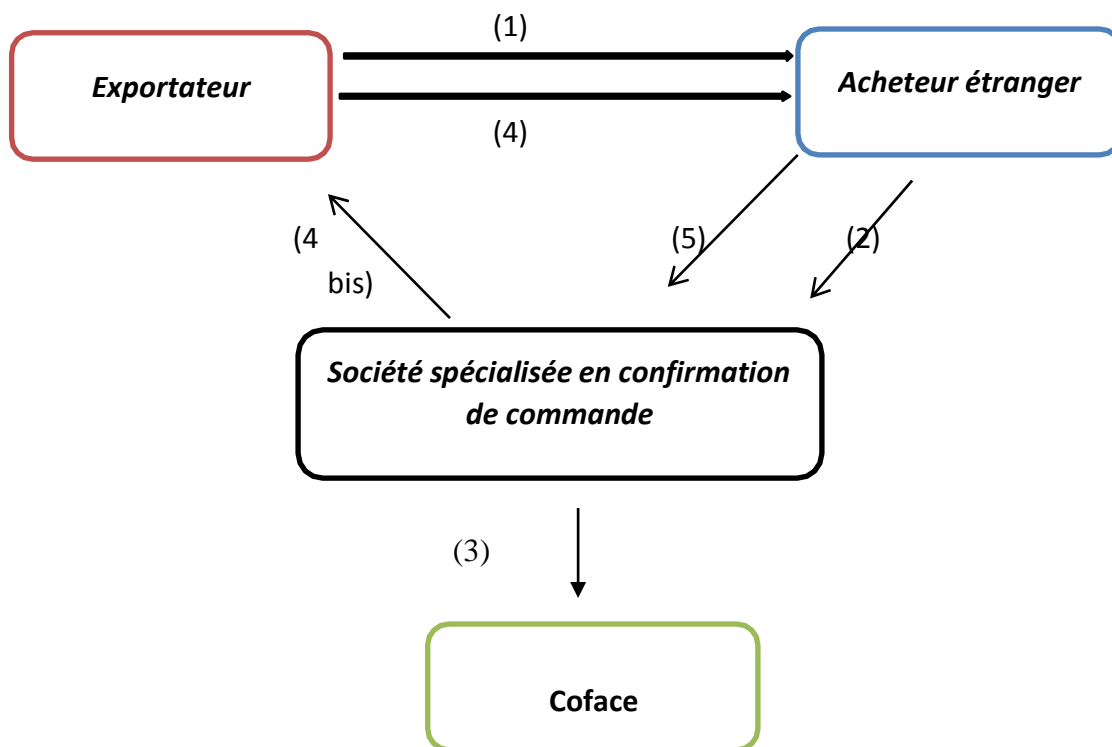 (1)
Exportateur
Acheteur étranger
(4)
(4
bis)
(5)
(2)
Société spécialisée en confirmation
de commande
(3)
Coface